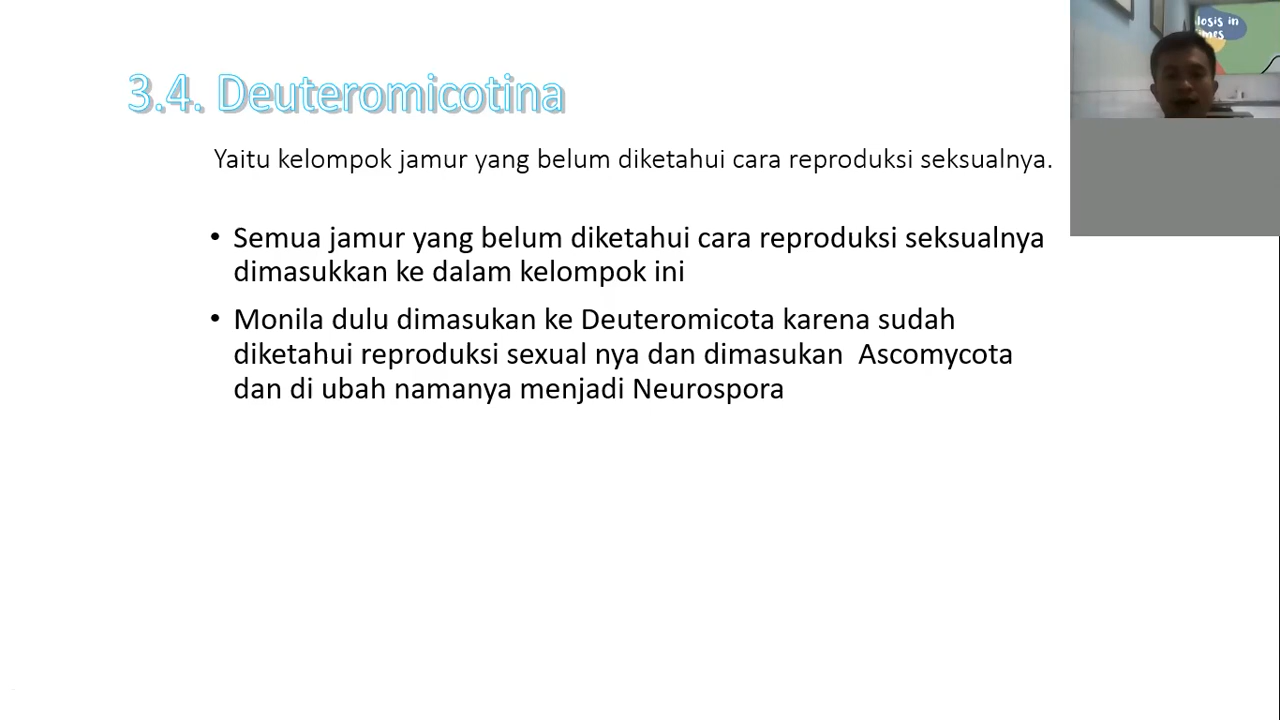 3.4. Deuteromicotina
Yaitu kelompok jamur yang belum diketahui cara reproduksi seksualnya.
• Semua jamur yang belum diketahui cara reproduksi seksualnya
dimasukkan ke dalam kelompok ini
• Monila dulu dimasukan ke Deuteromicota karena sudah
diketahui reproduksi sexual nya dan dimasukan Ascomycota
dan di ubah namanya menjadi Neurospora
in